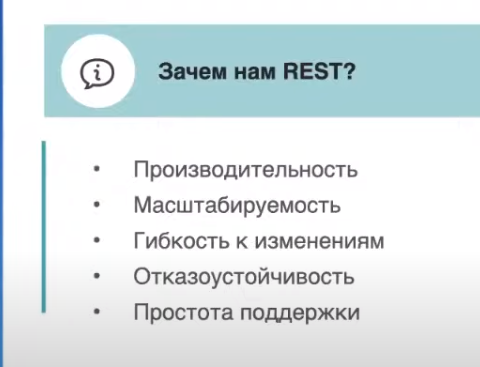 Зачем нам REST?
• Производительность
• Масштабируемость
• Гибкость к изменениям
• Отказоустойчивость
• Простота поддержки